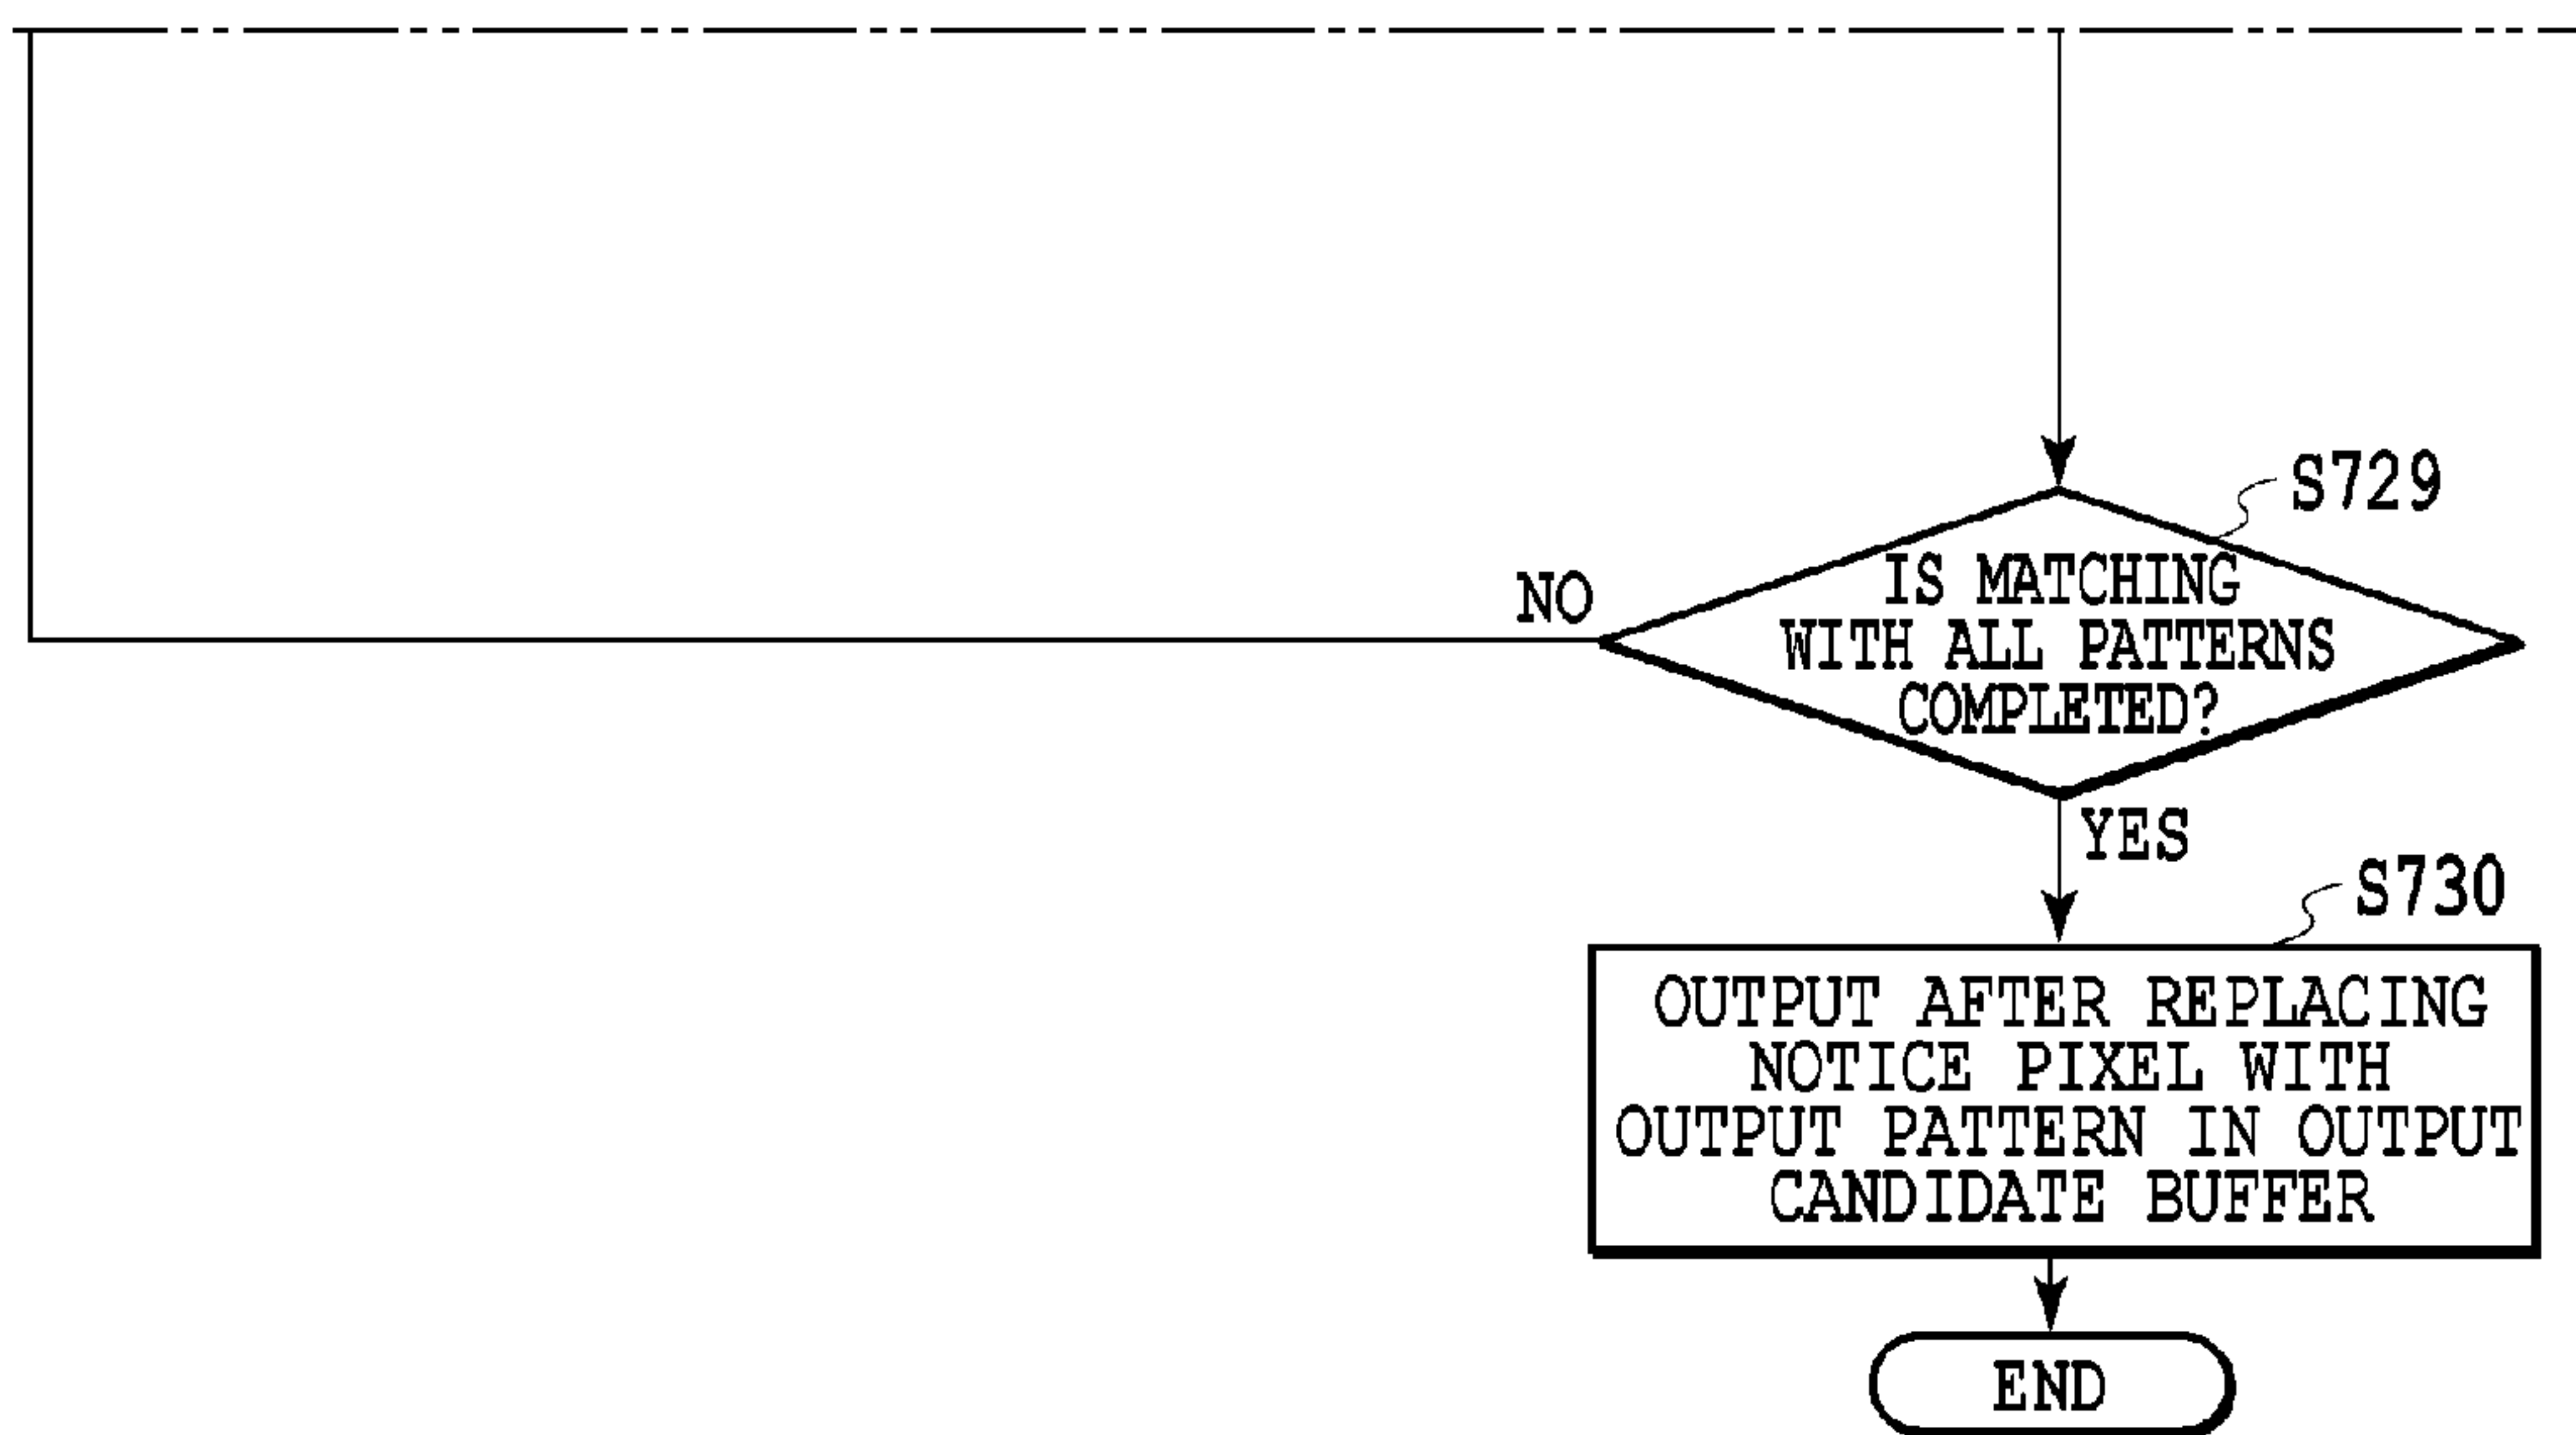 S729
IS MATCHING
WITH ALL PATTERNS
COMPLETED?
NO
YES
S730
OUTPUT AFTER REPLACING
NOTICE PIXEL WITH
OUTPUT PATTERN IN OUTPUT
CANDIDATE BUFFER
END